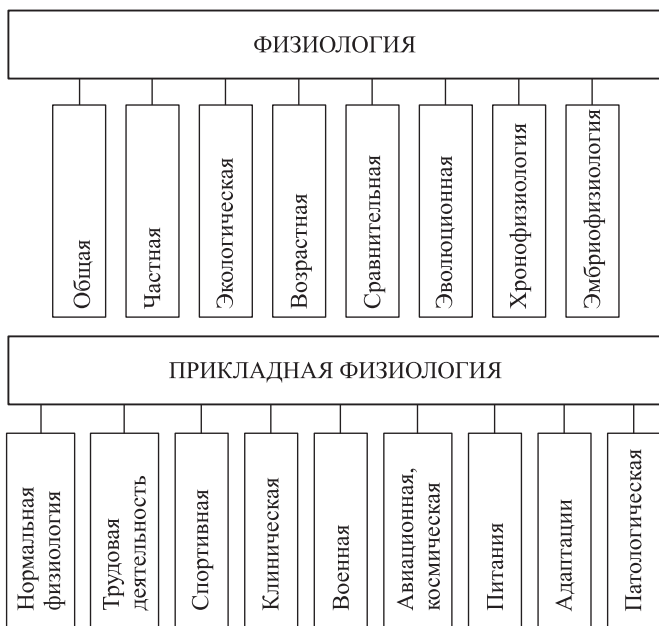 ФИЗИОЛОГИЯ
Общая
Частная
Экологическая
Возрастная
Сравнительная
Эволюционная
Хронофизиология
Эмбриофизиология
ПРИКЛАДНАЯ ФИЗИОЛОГИЯ
Нормальная
физиология
Трудовая
деятельность
Спортивная
Клиническая
Военная
Авиационная,
космическая
Питания
Адаптации
Патологическая